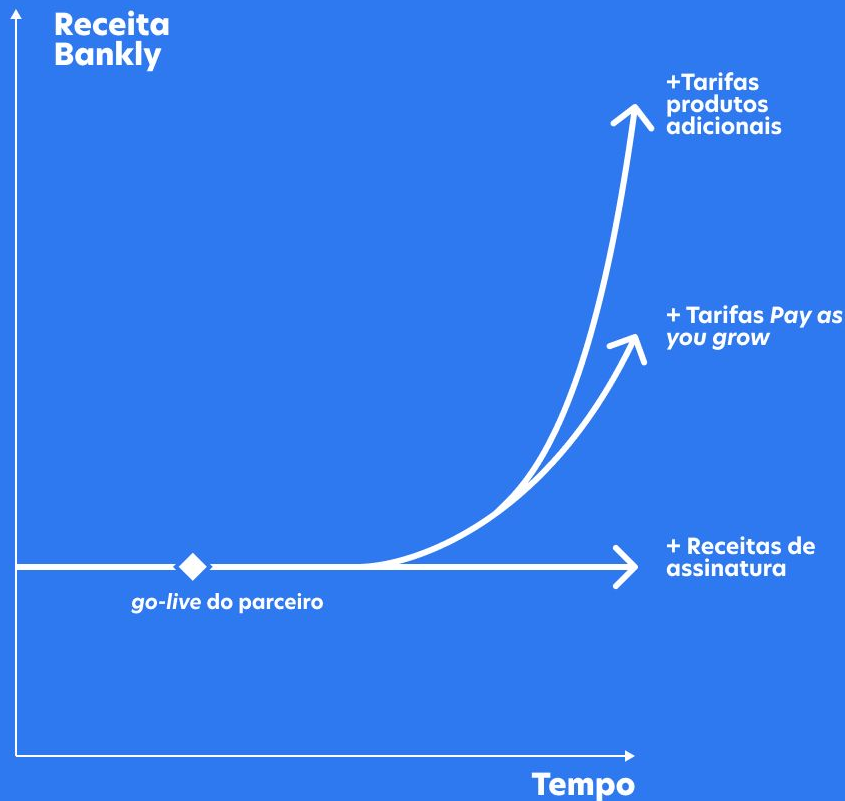 Receita
Bankly
+Tarifas
produtos
adicionais
+ Tarifas Pay as
you grow
+ Receitas de
assinatura
go-live do parceiro
Tempo